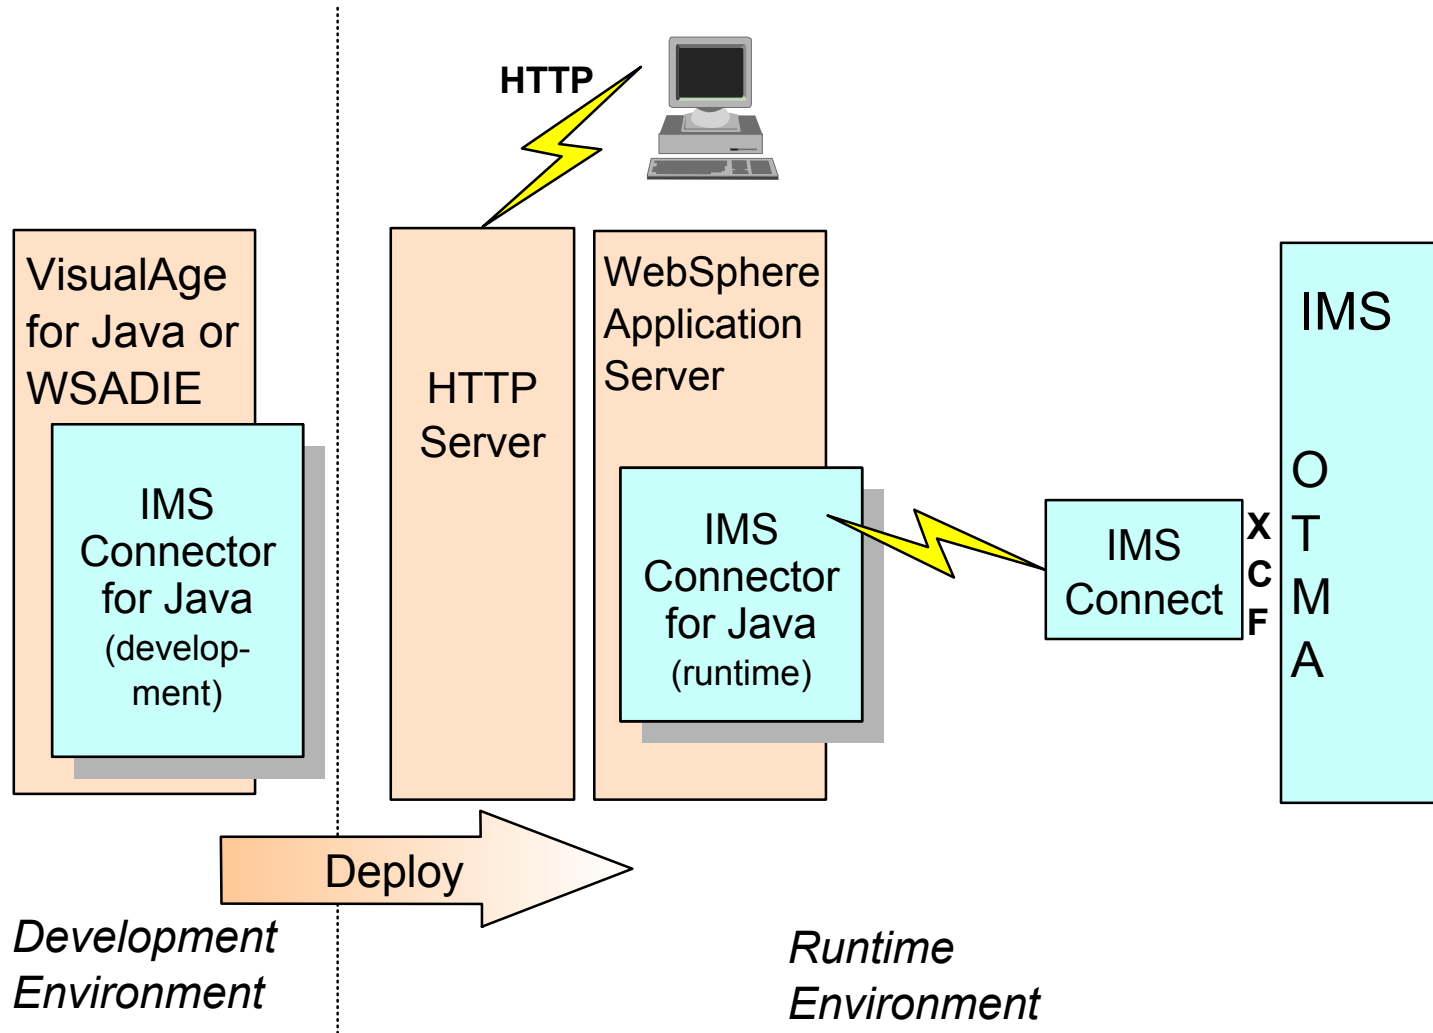 HTTP
VisualAge
for Java or
WSADIE
IMS
Connector
for Java
(develop-
ment)
HTTP
Server
WebSphere
Application
Server
IMS
Connector
for Java
(runtime)
IMS
Connect
X
C
F
IMS
O
T
M
A
Deploy
Development
Environment
Runtime
Environment